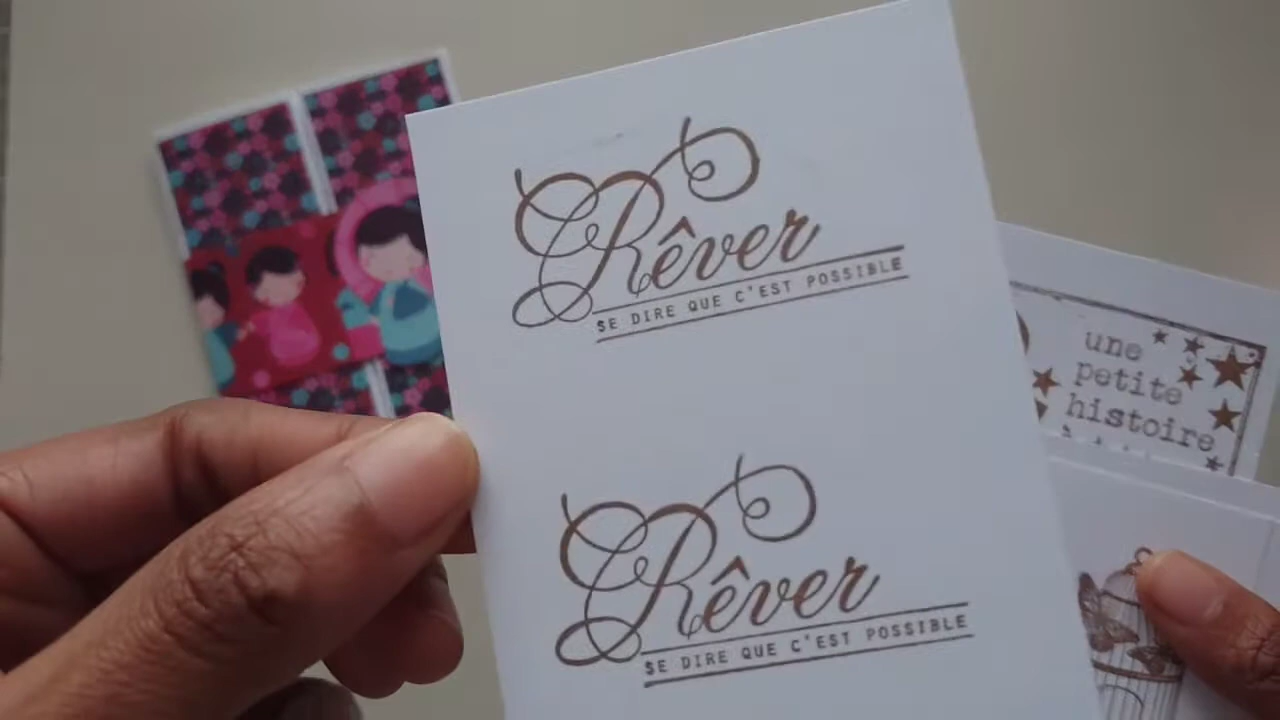 Rêver
SE DIRE QUE C'EST POSSIBLE
Rêver
SE DIRE QUE C'EST POSSIBLE
une
petite
histoire